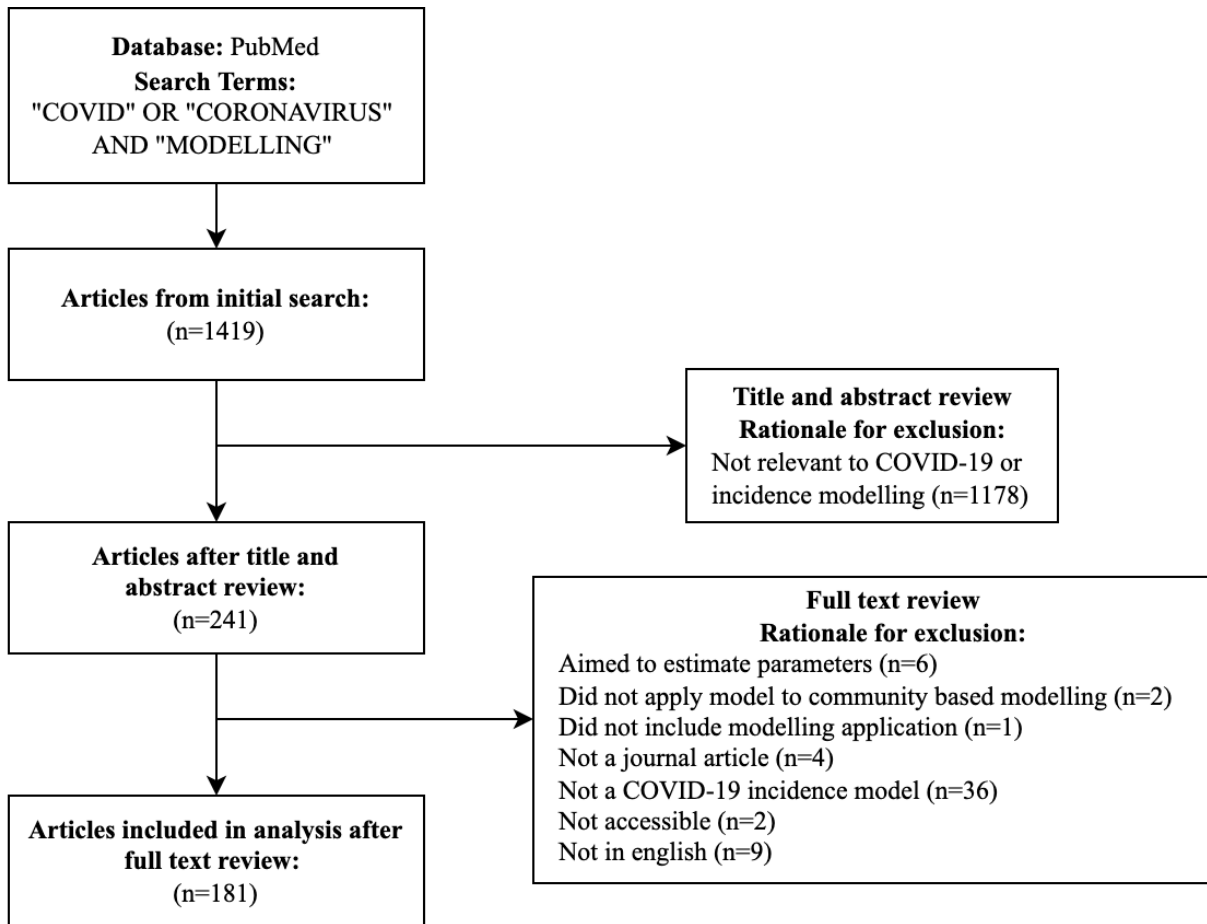 Database: PubMed
Search Terms:
"COVID" OR "CORONAVIRUS"
AND "MODELLING"
Articles from initial search:
(n=1419)
Title and abstract review
Rationale for exclusion:
Not relevant to COVID-19 or
incidence modelling (n=1178)
Articles after title and
abstract review:
(n=241)
Full text review
Rationale for exclusion:
Aimed to estimate parameters (n=6)
Did not apply model to community based modelling (n=2)
Did not include modelling application (n=1)
Not a journal article (n=4)
Not a COVID-19 incidence model (n=36)
Not accessible (n=2)
Not in english (n=9)
Articles included in analysis after
full text review:
(n=181)